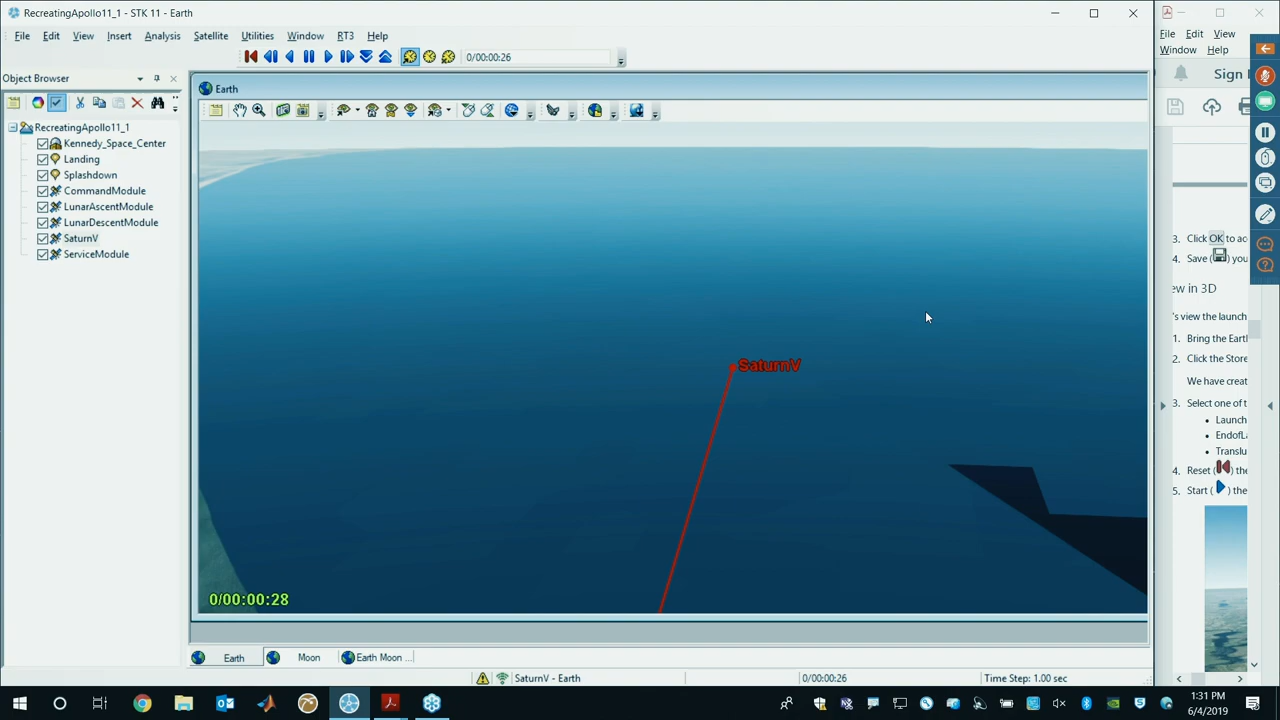 RecreatingApollo11_1 - STK 11 - Earth
File Edit View Insert Analysis Satellite Utilities Window RT3 Help
0/00:00:26
Object Browser
RecreatingApollo11_1
Kennedy_Space_Center
Landing
Splashdown
CommandModule
LunarAscentModule
LunarDescentModule
SaturnV
ServiceModule
Earth
SaturnV
0/00:00:28
Earth Moon Earth Moon ...
SaturnV - Earth 0/00:00:26 Time Step: 1.00 sec
File Edit View
Window Help
Sign
3. Click OK to ac
4. Save ( ) you
ew in 3D
's view the launch
1. Bring the Eart
2. Click the Store
We have creat
3. Select one of t
• Launch
• EndofLa
• Translu
4. Reset ( ) the
5. Start ( ) the
1:31 PM
6/4/2019